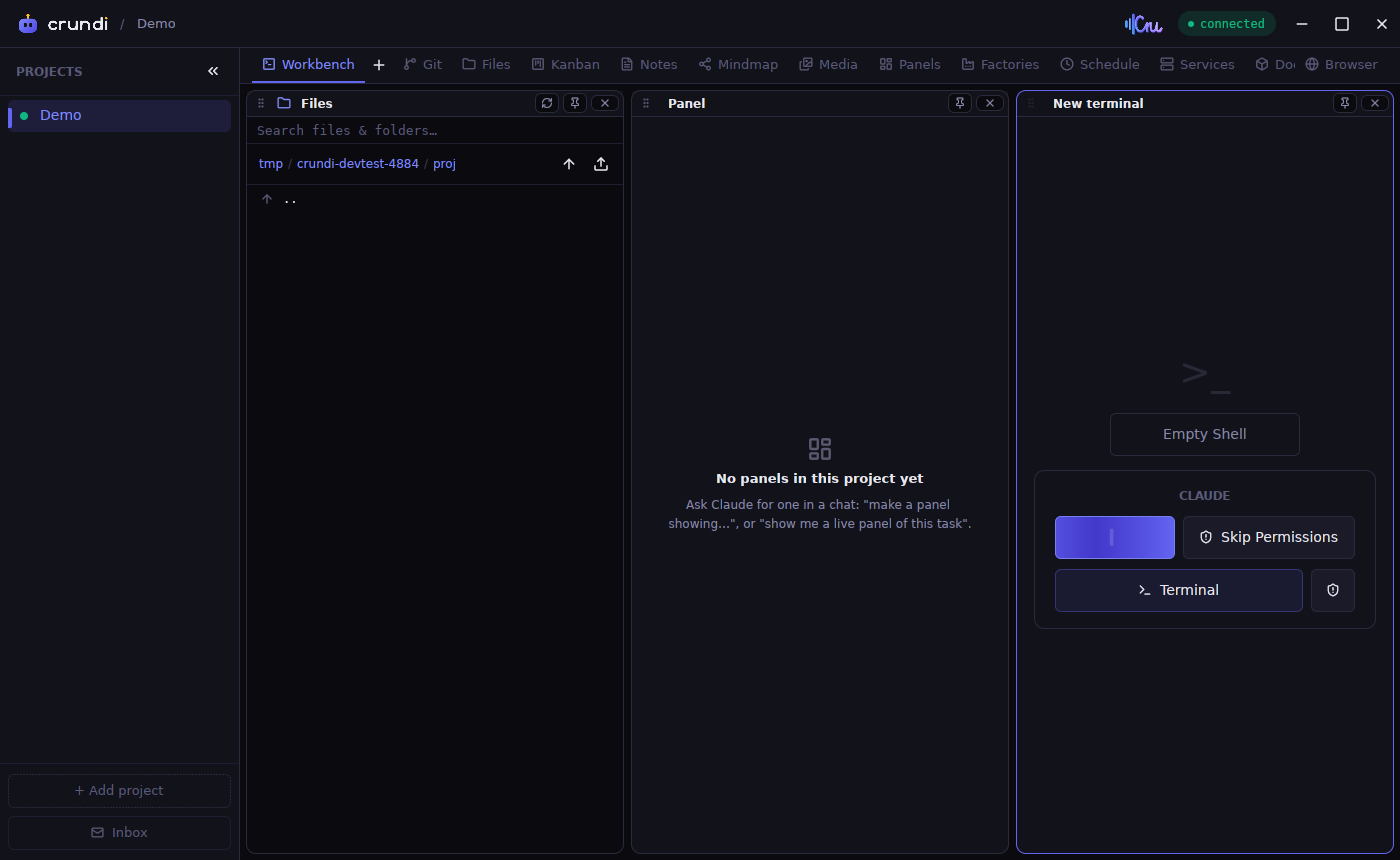 crundi / Demo
Cru
connected
PROJECTS
Workbench
Git
Files
Kanban
Notes
Mindmap
Media
Panels
Factories
Schedule
Services
Browser
Demo
Files
Search files & folders…
tmp / crundi-devtest-4884 / proj
..
Panel
No panels in this project yet
Ask Claude for one in a chat: "make a panel
showing...", or "show me a live panel of this task".
New terminal
>_
Empty Shell
CLAUDE
Skip Permissions
Terminal
+ Add project
Inbox